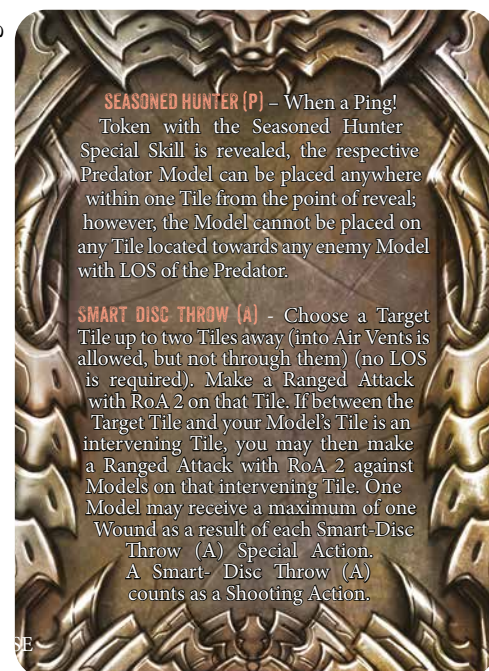 SEASONED HUNTER (P) – When a Ping!
Token with the Seasoned Hunter
Special Skill is revealed, the respective
Predator Model can be placed anywhere
within one Tile from the point of reveal;
however, the Model cannot be placed on
any Tile located towards any enemy Model
with LOS of the Predator.
SMART DISC THROW (A) - Choose a Target
Tile up to two Tiles away (into Air Vents is
allowed, but not through them) (no LOS
is required). Make a Ranged Attack
with RoA 2 on that Tile. If between the
Target Tile and your Model's Tile is an
intervening Tile, you may then make
a Ranged Attack with RoA 2 against
Models on that intervening Tile. One
Model may receive a maximum of one
Wound as a result of each Smart-Disc
Throw (A) Special Action.
A Smart- Disc Throw (A)
counts as a Shooting Action.
SE